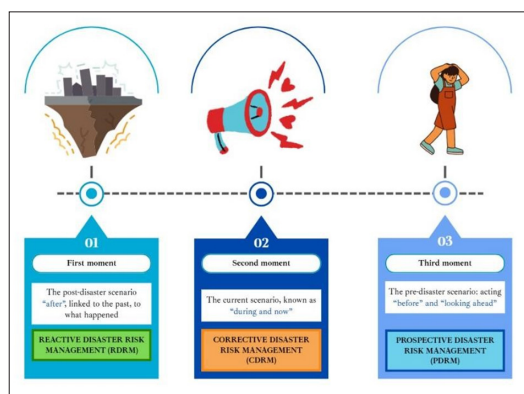 01
First moment
The post-disaster scenario
"after", linked to the past, to
what happened
REACTIVE DISASTER RISK
MANAGEMENT (RDRM)
02
Second moment
The current scenario, known as
"during and now"
CORRECTIVE DISASTER
RISK MANAGEMENT
(CDRM)
03
Third moment
The pre-disaster scenario: acting
"before" and "looking ahead"
PROSPECTIVE DISASTER
RISK MANAGEMENT
(PDRM)